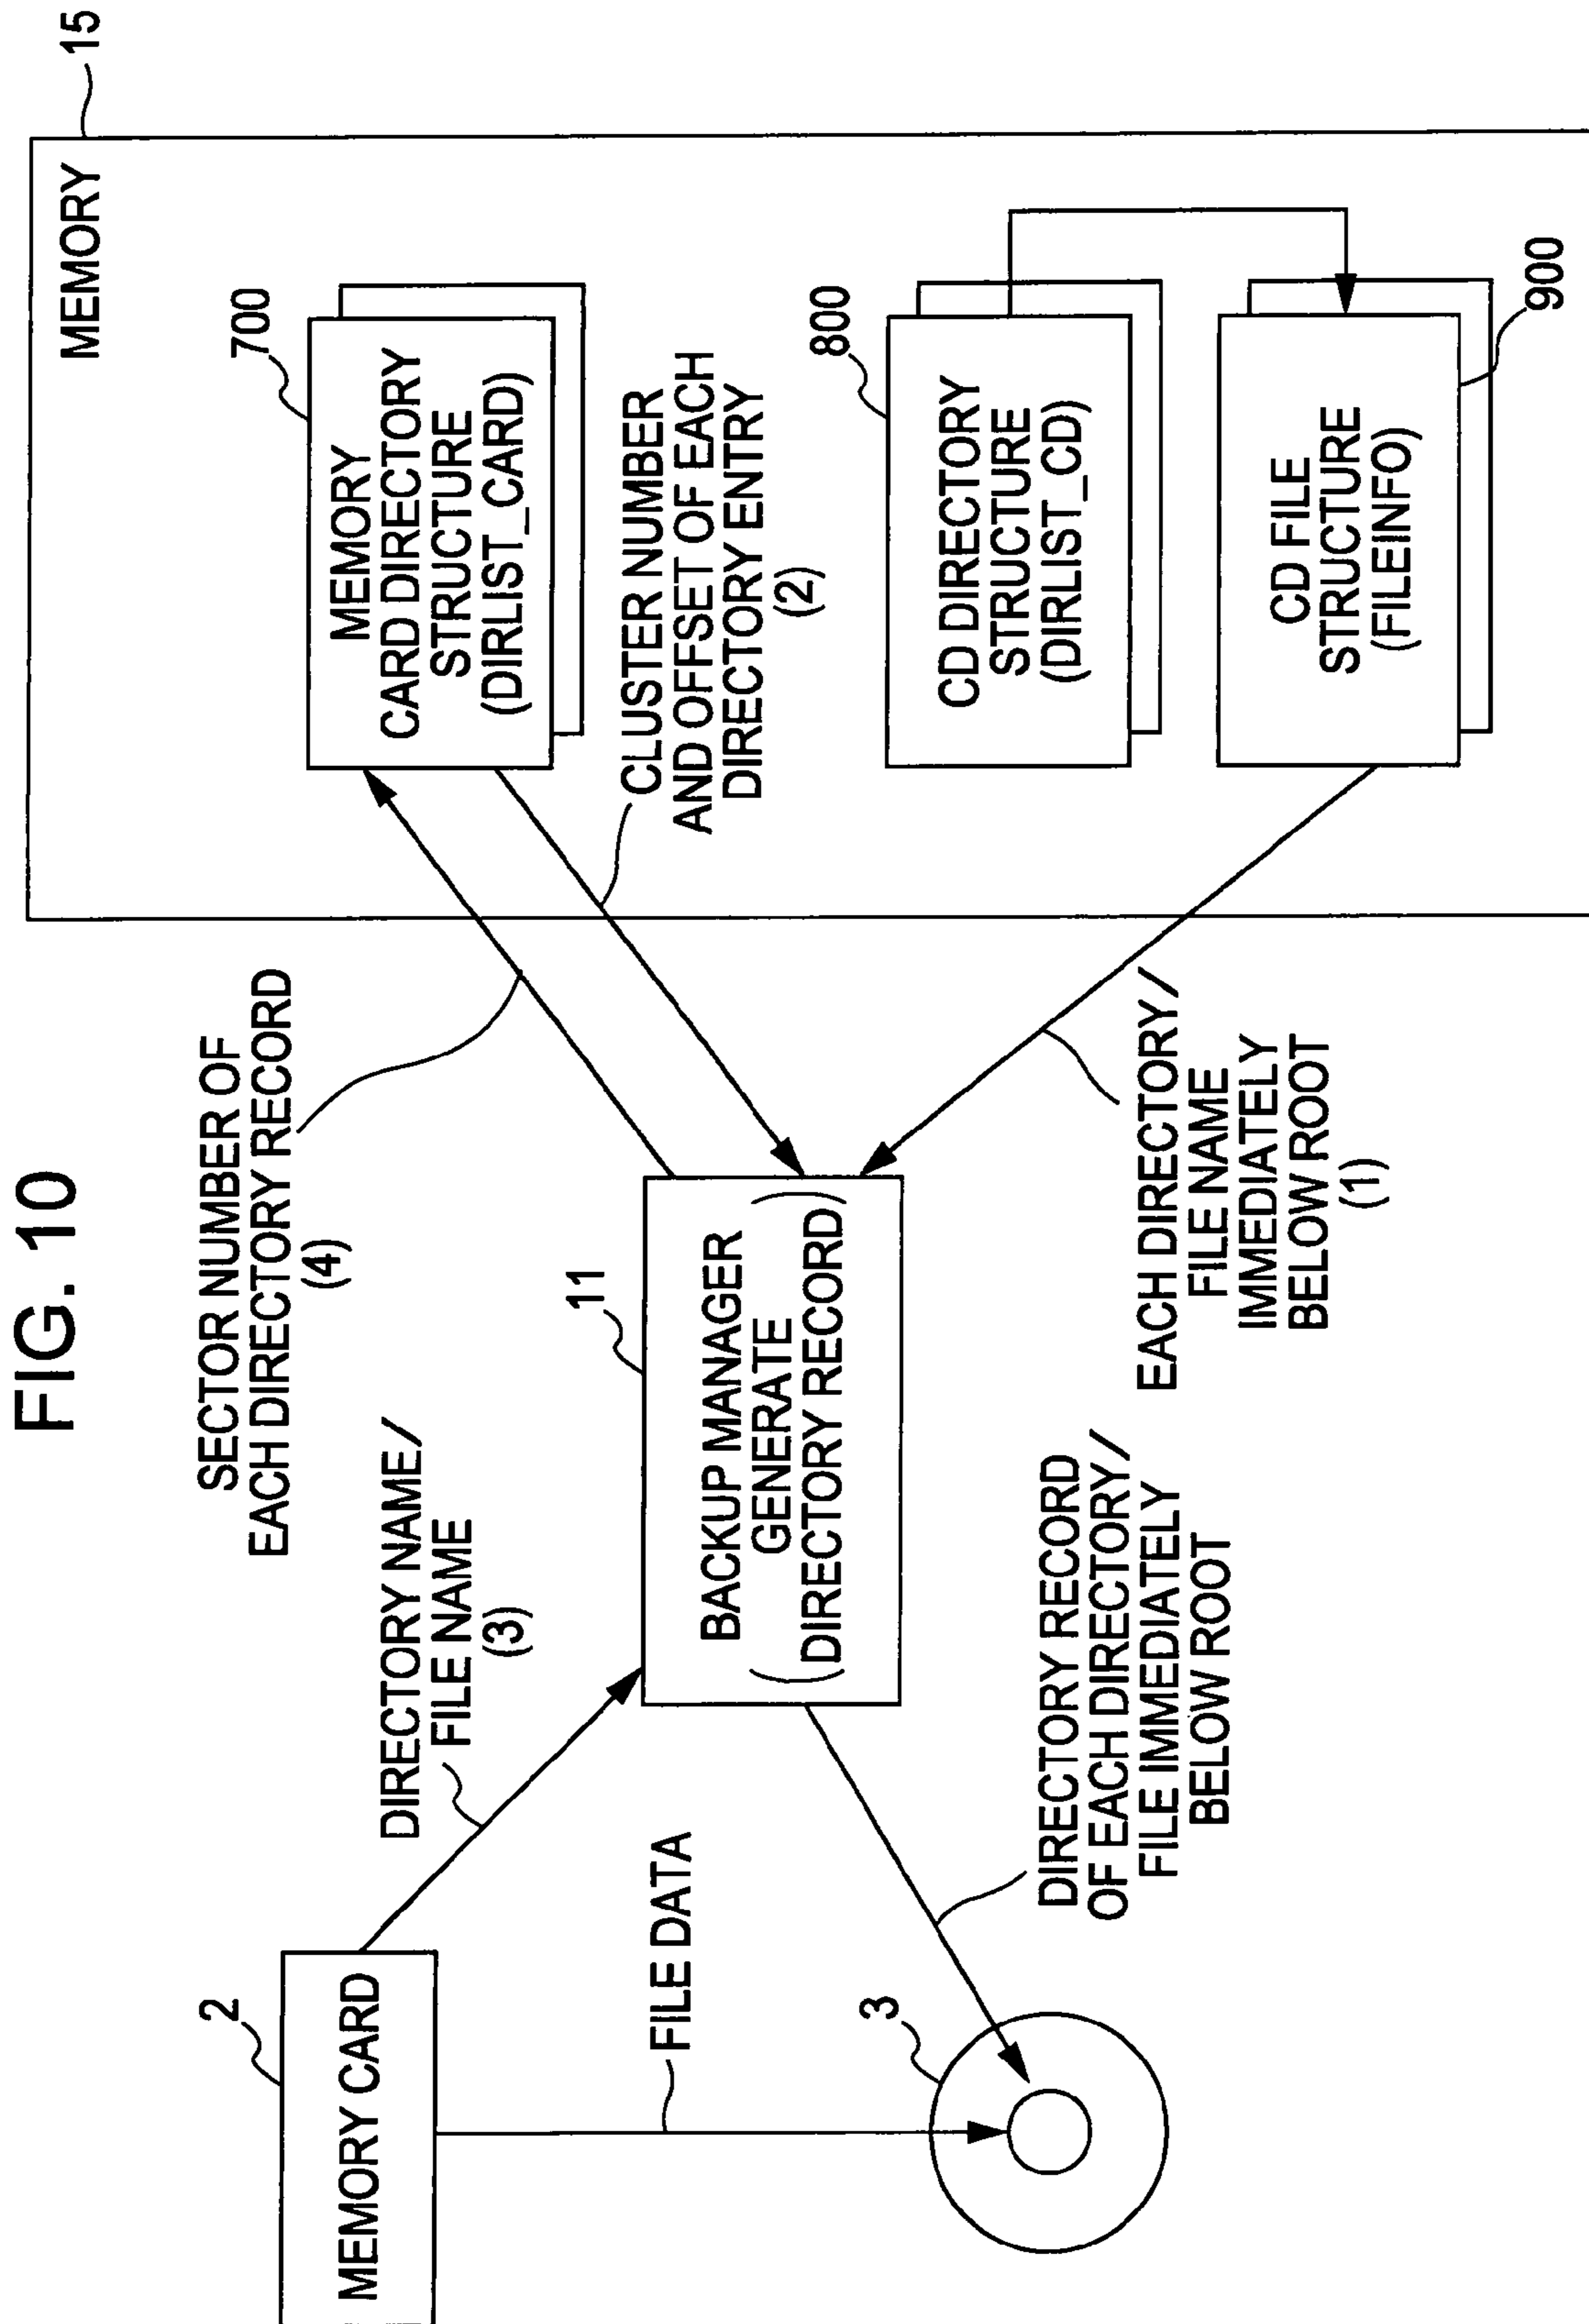 FIG. 10
2
MEMORY CARD
FILE DATA
3
DIRECTORY NAME/
FILE NAME
(3)
SECTOR NUMBER OF
EACH DIRECTORY RECORD
(4)
11
BACKUP MANAGER
(GENERATE
DIRECTORY RECORD)
DIRECTORY RECORD
OF EACH DIRECTORY/
FILE IMMEDIATELY
BELOW ROOT
EACH DIRECTORY/
FILE NAME
IMMEDIATELY
BELOW ROOT
(1)
15
MEMORY
700
MEMORY
CARD DIRECTORY
STRUCTURE
(DIRLIST_CARD)
CLUSTER NUMBER
AND OFFSET OF EACH
DIRECTORY ENTRY
(2)
800
CD DIRECTORY
STRUCTURE
(DIRLIST_CD)
CD FILE
STRUCTURE
(FILEINFO)
900